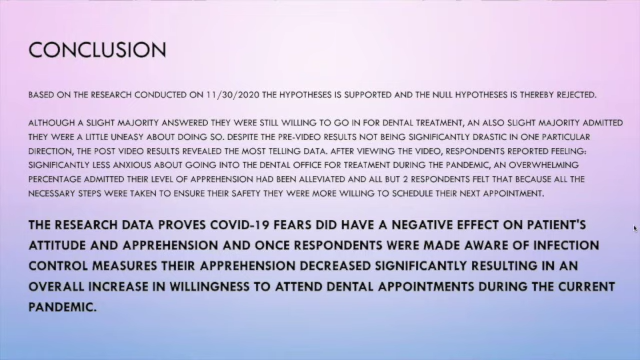 CONCLUSION
BASED ON THE RESEARCH CONDUCTED ON 11/30/2020 THE HYPOTHESES IS SUPPORTED AND THE NULL HYPOTHESES IS THEREBY REJECTED.
ALTHOUGH A SLIGHT MAJORITY ANSWERED THEY WERE STILL WILLING TO GO IN FOR DENTAL TREATMENT, AN ALSO SLIGHT MAJORITY ADMITTED
THEY WERE A LITTLE UNEASY ABOUT DOING SO. DESPITE THE PRE-VIDEO RESULTS NOT BEING SIGNIFICANTLY DRASTIC IN ONE PARTICULAR
DIRECTION, THE POST VIDEO RESULTS REVEALED THE MOST TELLING DATA. AFTER VIEWING THE VIDEO, RESPONDENTS REPORTED FEELING:
SIGNIFICANTLY LESS ANXIOUS ABOUT GOING INTO THE DENTAL OFFICE FOR TREATMENT DURING THE PANDEMIC, AN OVERWHELMING
PERCENTAGE ADMITTED THEIR LEVEL OF APPREHENSION HAD BEEN ALLEVIATED AND ALL BUT 2 RESPONDENTS FELT THAT BECAUSE ALL THE
NECESSARY STEPS WERE TAKEN TO ENSURE THEIR SAFETY THEY WERE MORE WILLING TO SCHEDULE THEIR NEXT APPOINTMENT.
THE RESEARCH DATA PROVES COVID-19 FEARS DID HAVE A NEGATIVE EFFECT ON PATIENT'S
ATTITUDE AND APPREHENSION AND ONCE RESPONDENTS WERE MADE AWARE OF INFECTION
CONTROL MEASURES THEIR APPREHENSION DECREASED SIGNIFICANTLY RESULTING IN AN
OVERALL INCREASE IN WILLINGNESS TO ATTEND DENTAL APPOINTMENTS DURING THE CURRENT
PANDEMIC.